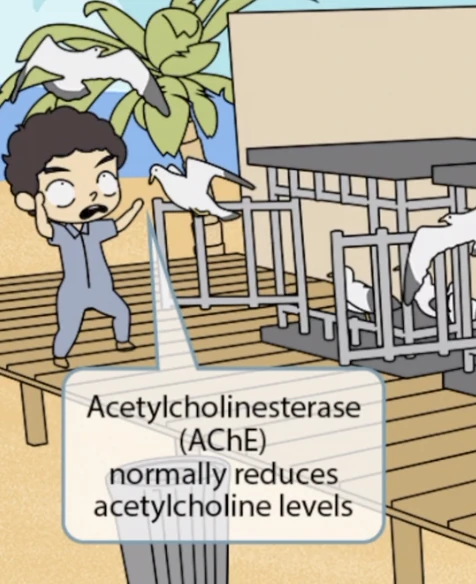 Acetylcholinesterase
(AChE)
normally reduces
acetylcholine levels